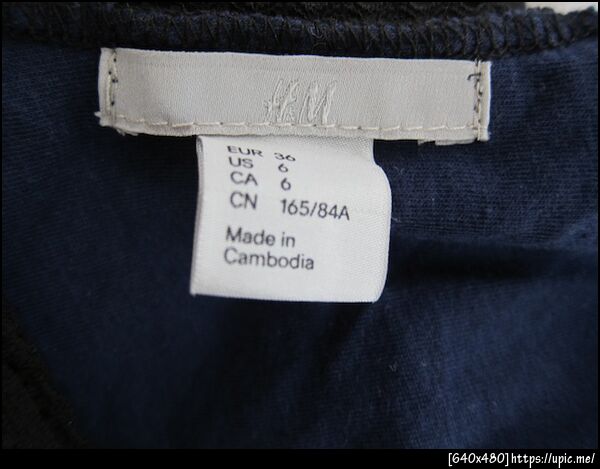 H&M
EUR 36
US 6
CA 6
CN 165/84A
Made in
Cambodia
[640x480]https://upic.me/